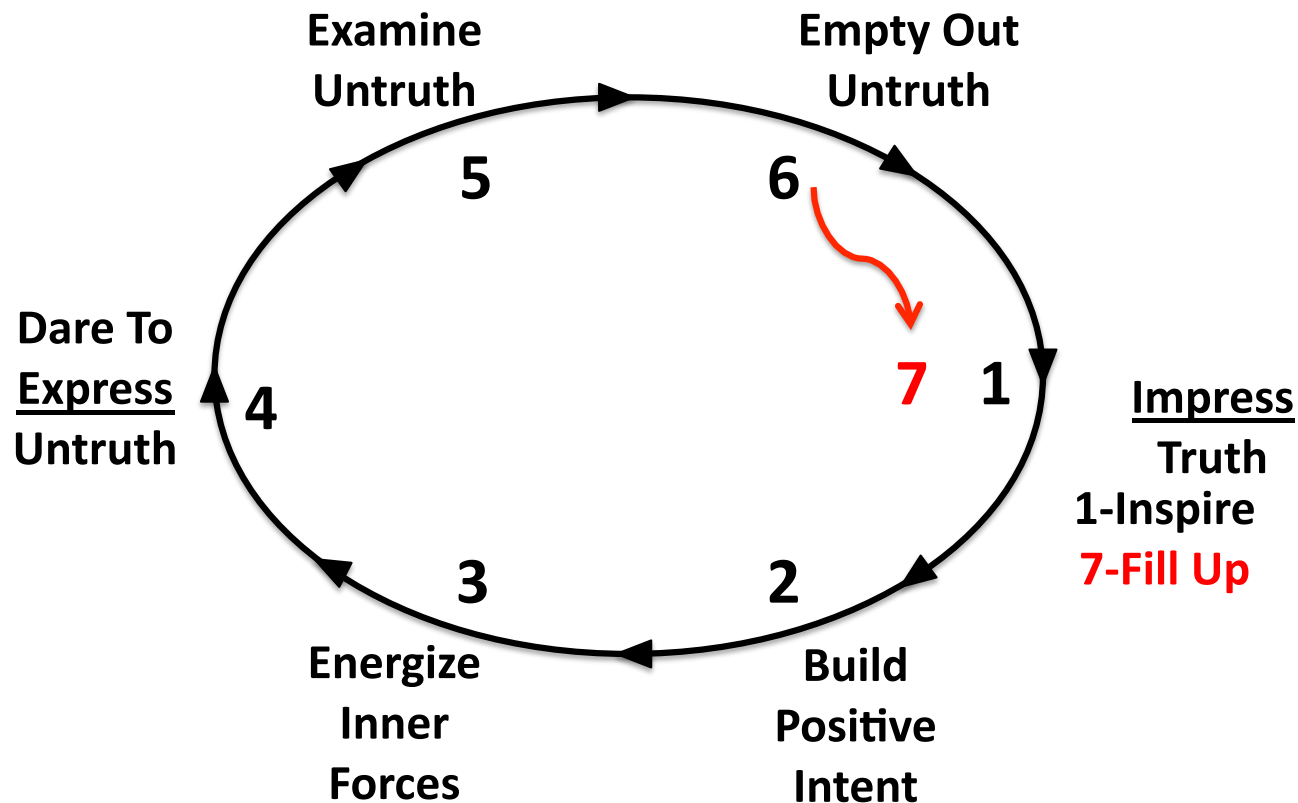 Examine
Untruth
Empty Out
Untruth
5
6
Dare To
Express
Untruth
4
7
1
Impress
Truth
1-Inspire
7-Fill Up
3
2
Energize
Inner
Forces
Build
Positive
Intent